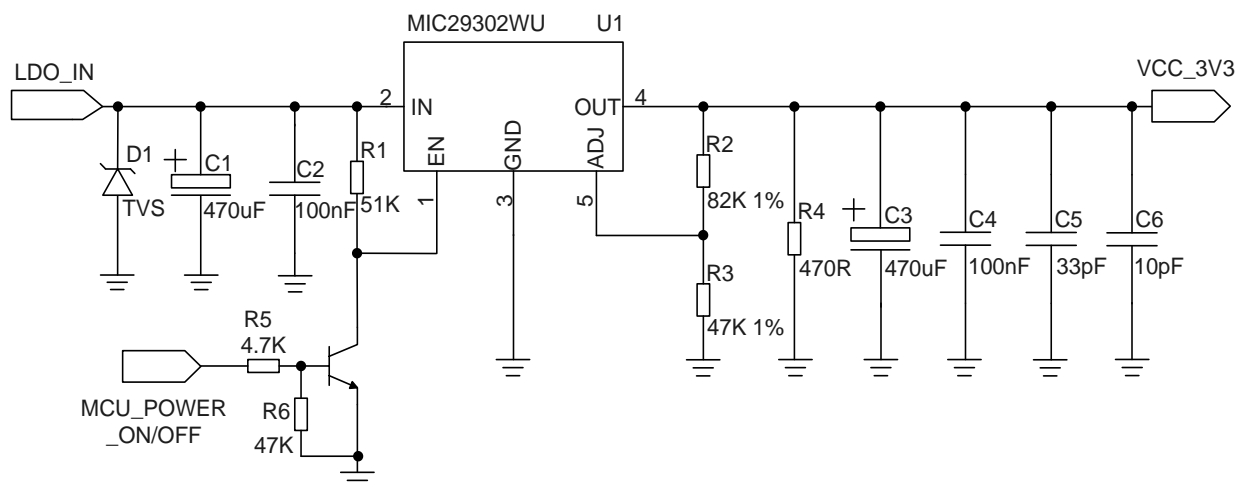 MIC29302WU U1
LDO_IN
VCC_3V3
2 IN
OUT 4
EN
GND
ADJ
1
3
5
D1
TVS
C1
470uF
C2
100nF
R1
51K
R2
82K 1%
R3
47K 1%
R4
470R
C3
470uF
C4
100nF
C5
33pF
C6
10pF
R5
4.7K
MCU_POWER
_ON/OFF
R6
47K